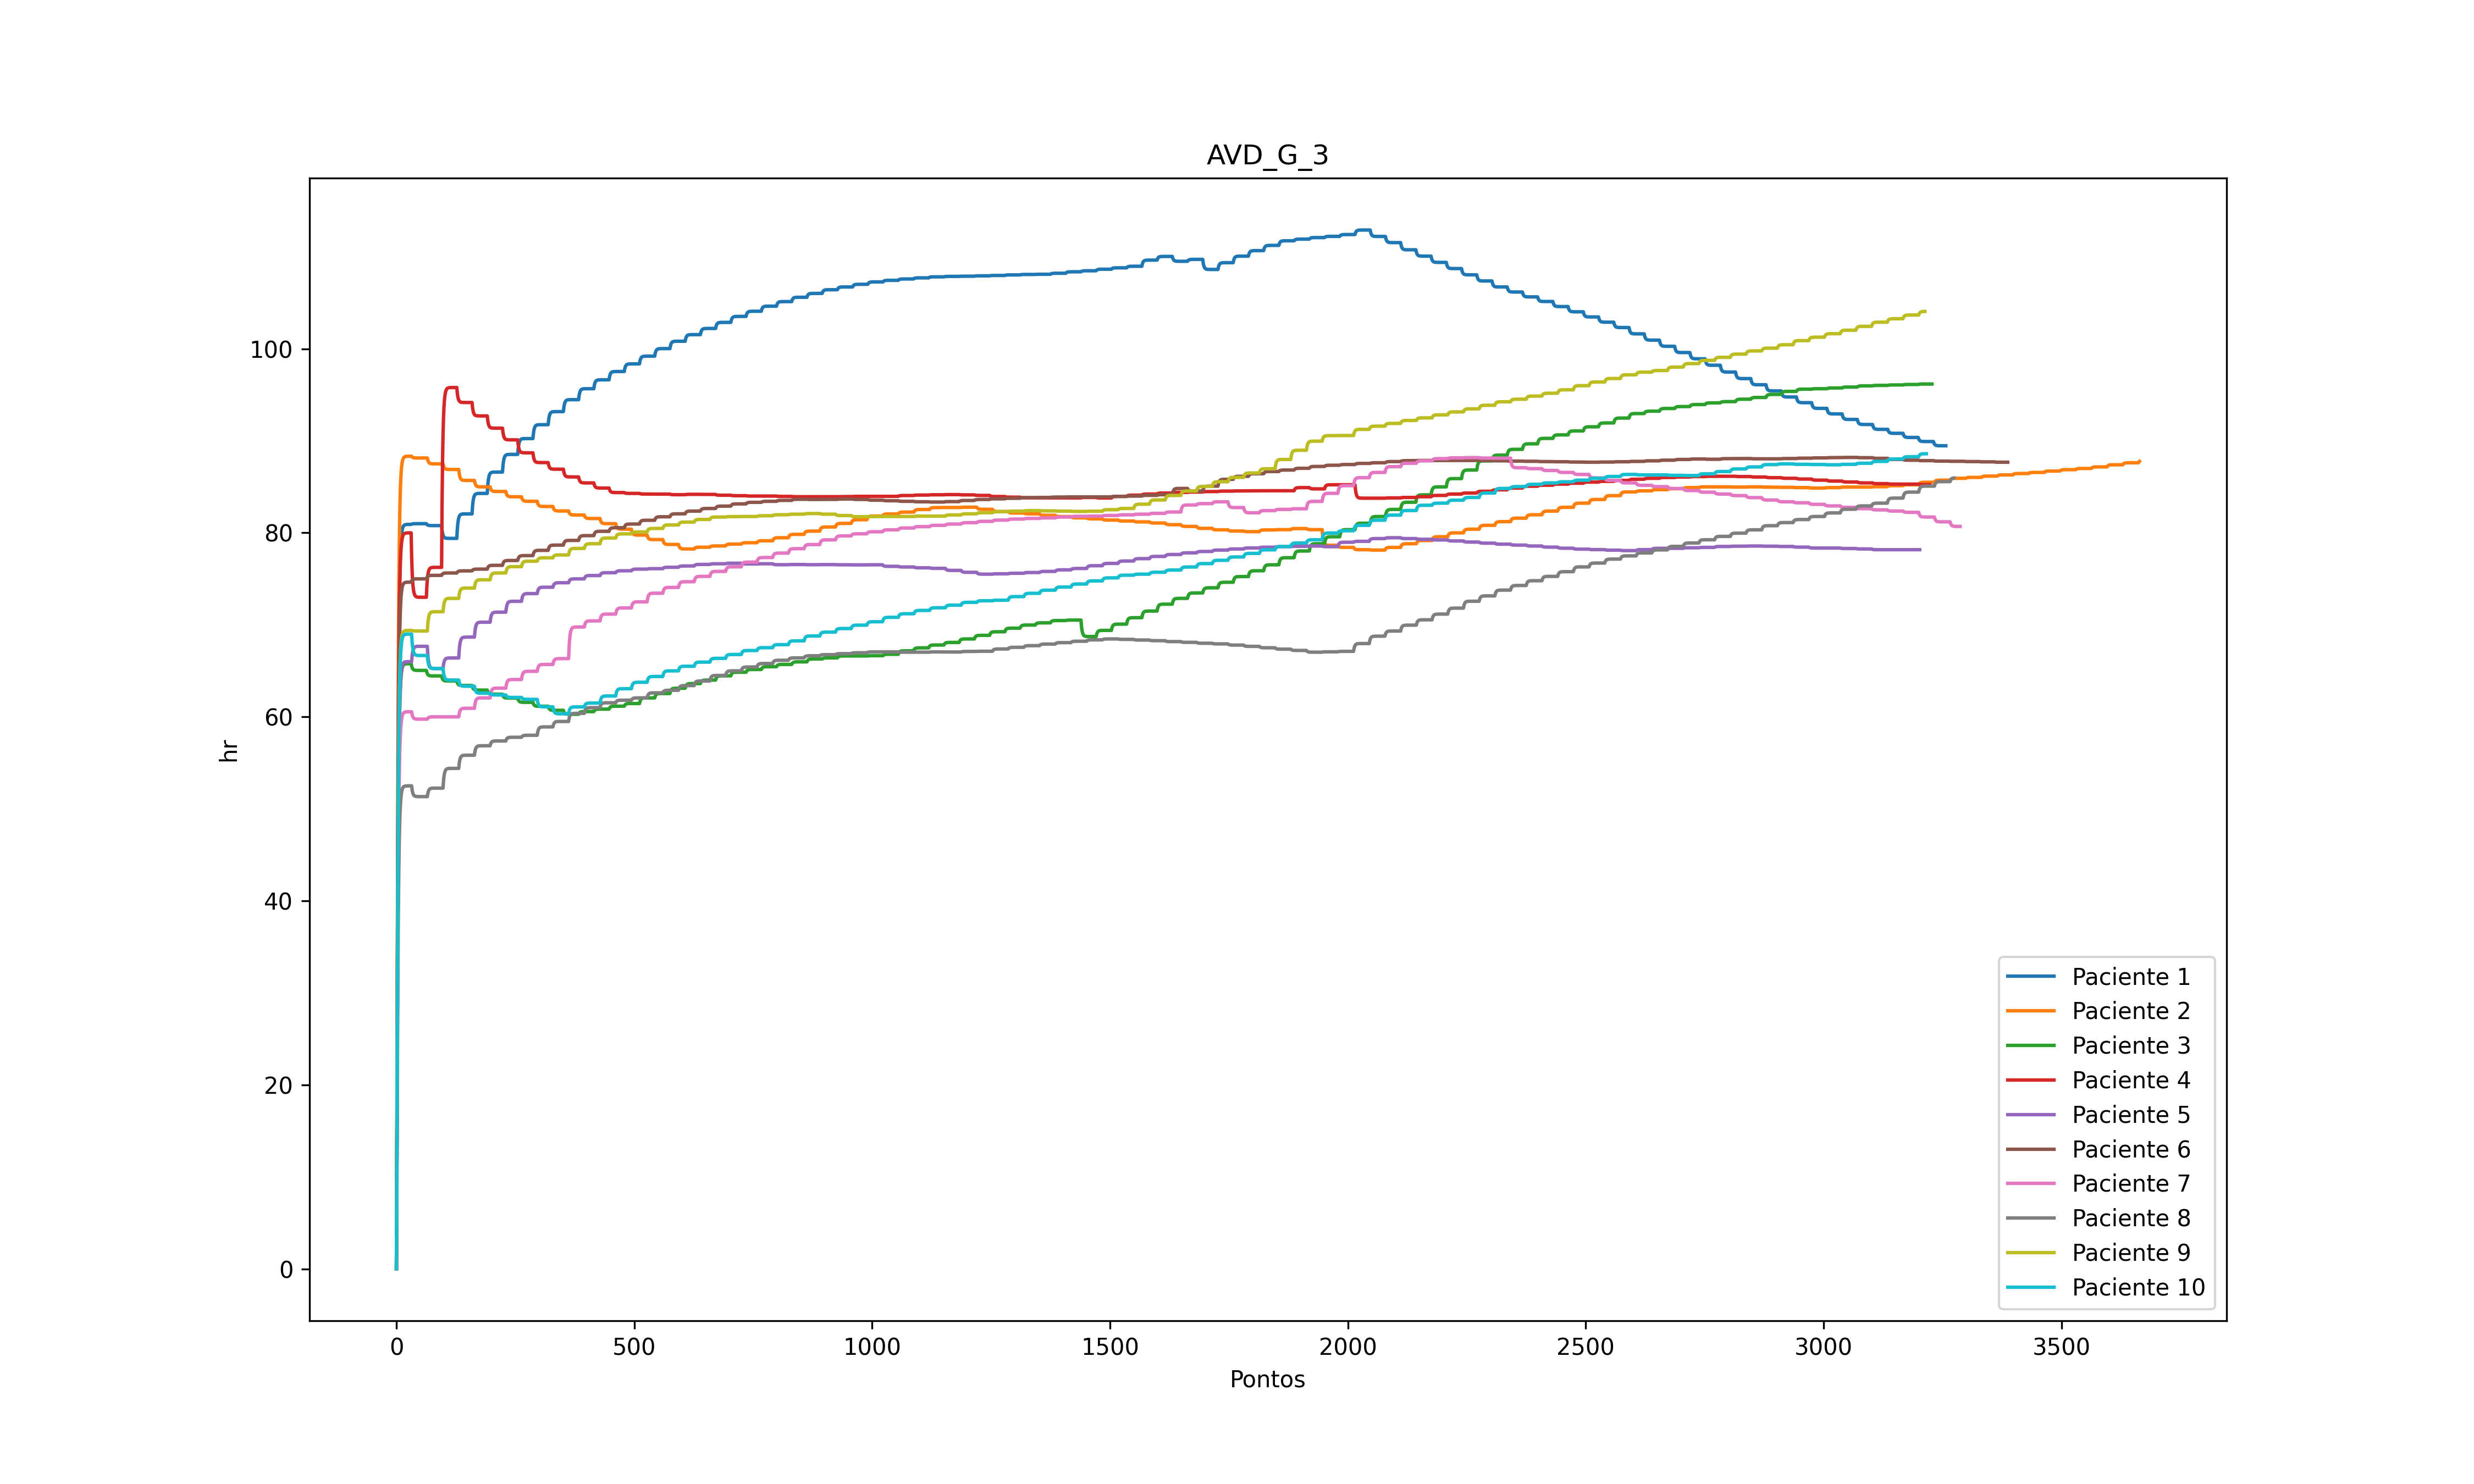 AVD_G_3
hr
100
80
60
40
20
0
0 500 1000 1500 2000 2500 3000 3500
Pontos
Paciente 1
Paciente 2
Paciente 3
Paciente 4
Paciente 5
Paciente 6
Paciente 7
Paciente 8
Paciente 9
Paciente 10